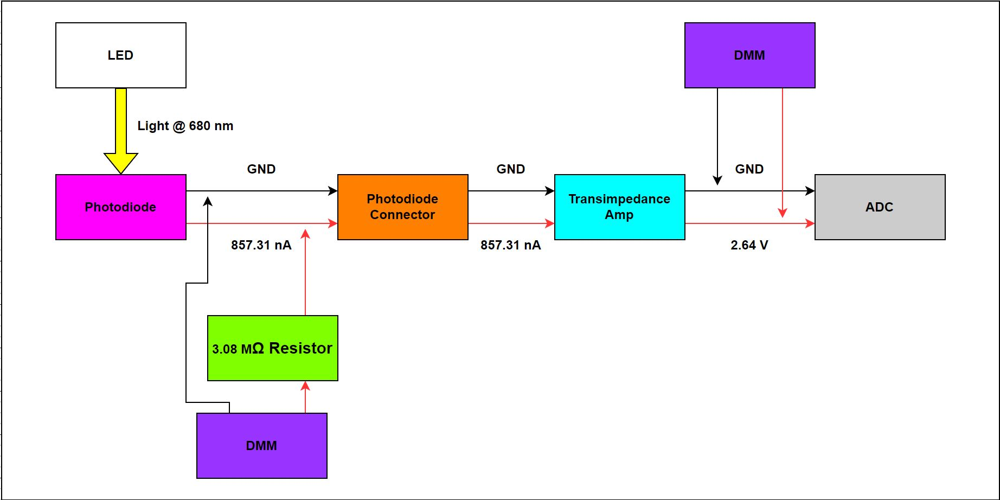 LED
DMM
Light @ 680 nm
GND
GND
GND
Photodiode
Photodiode
Connector
Transimpedance
Amp
ADC
857.31 nA
857.31 nA
2.64 V
3.08 MΩ Resistor
DMM